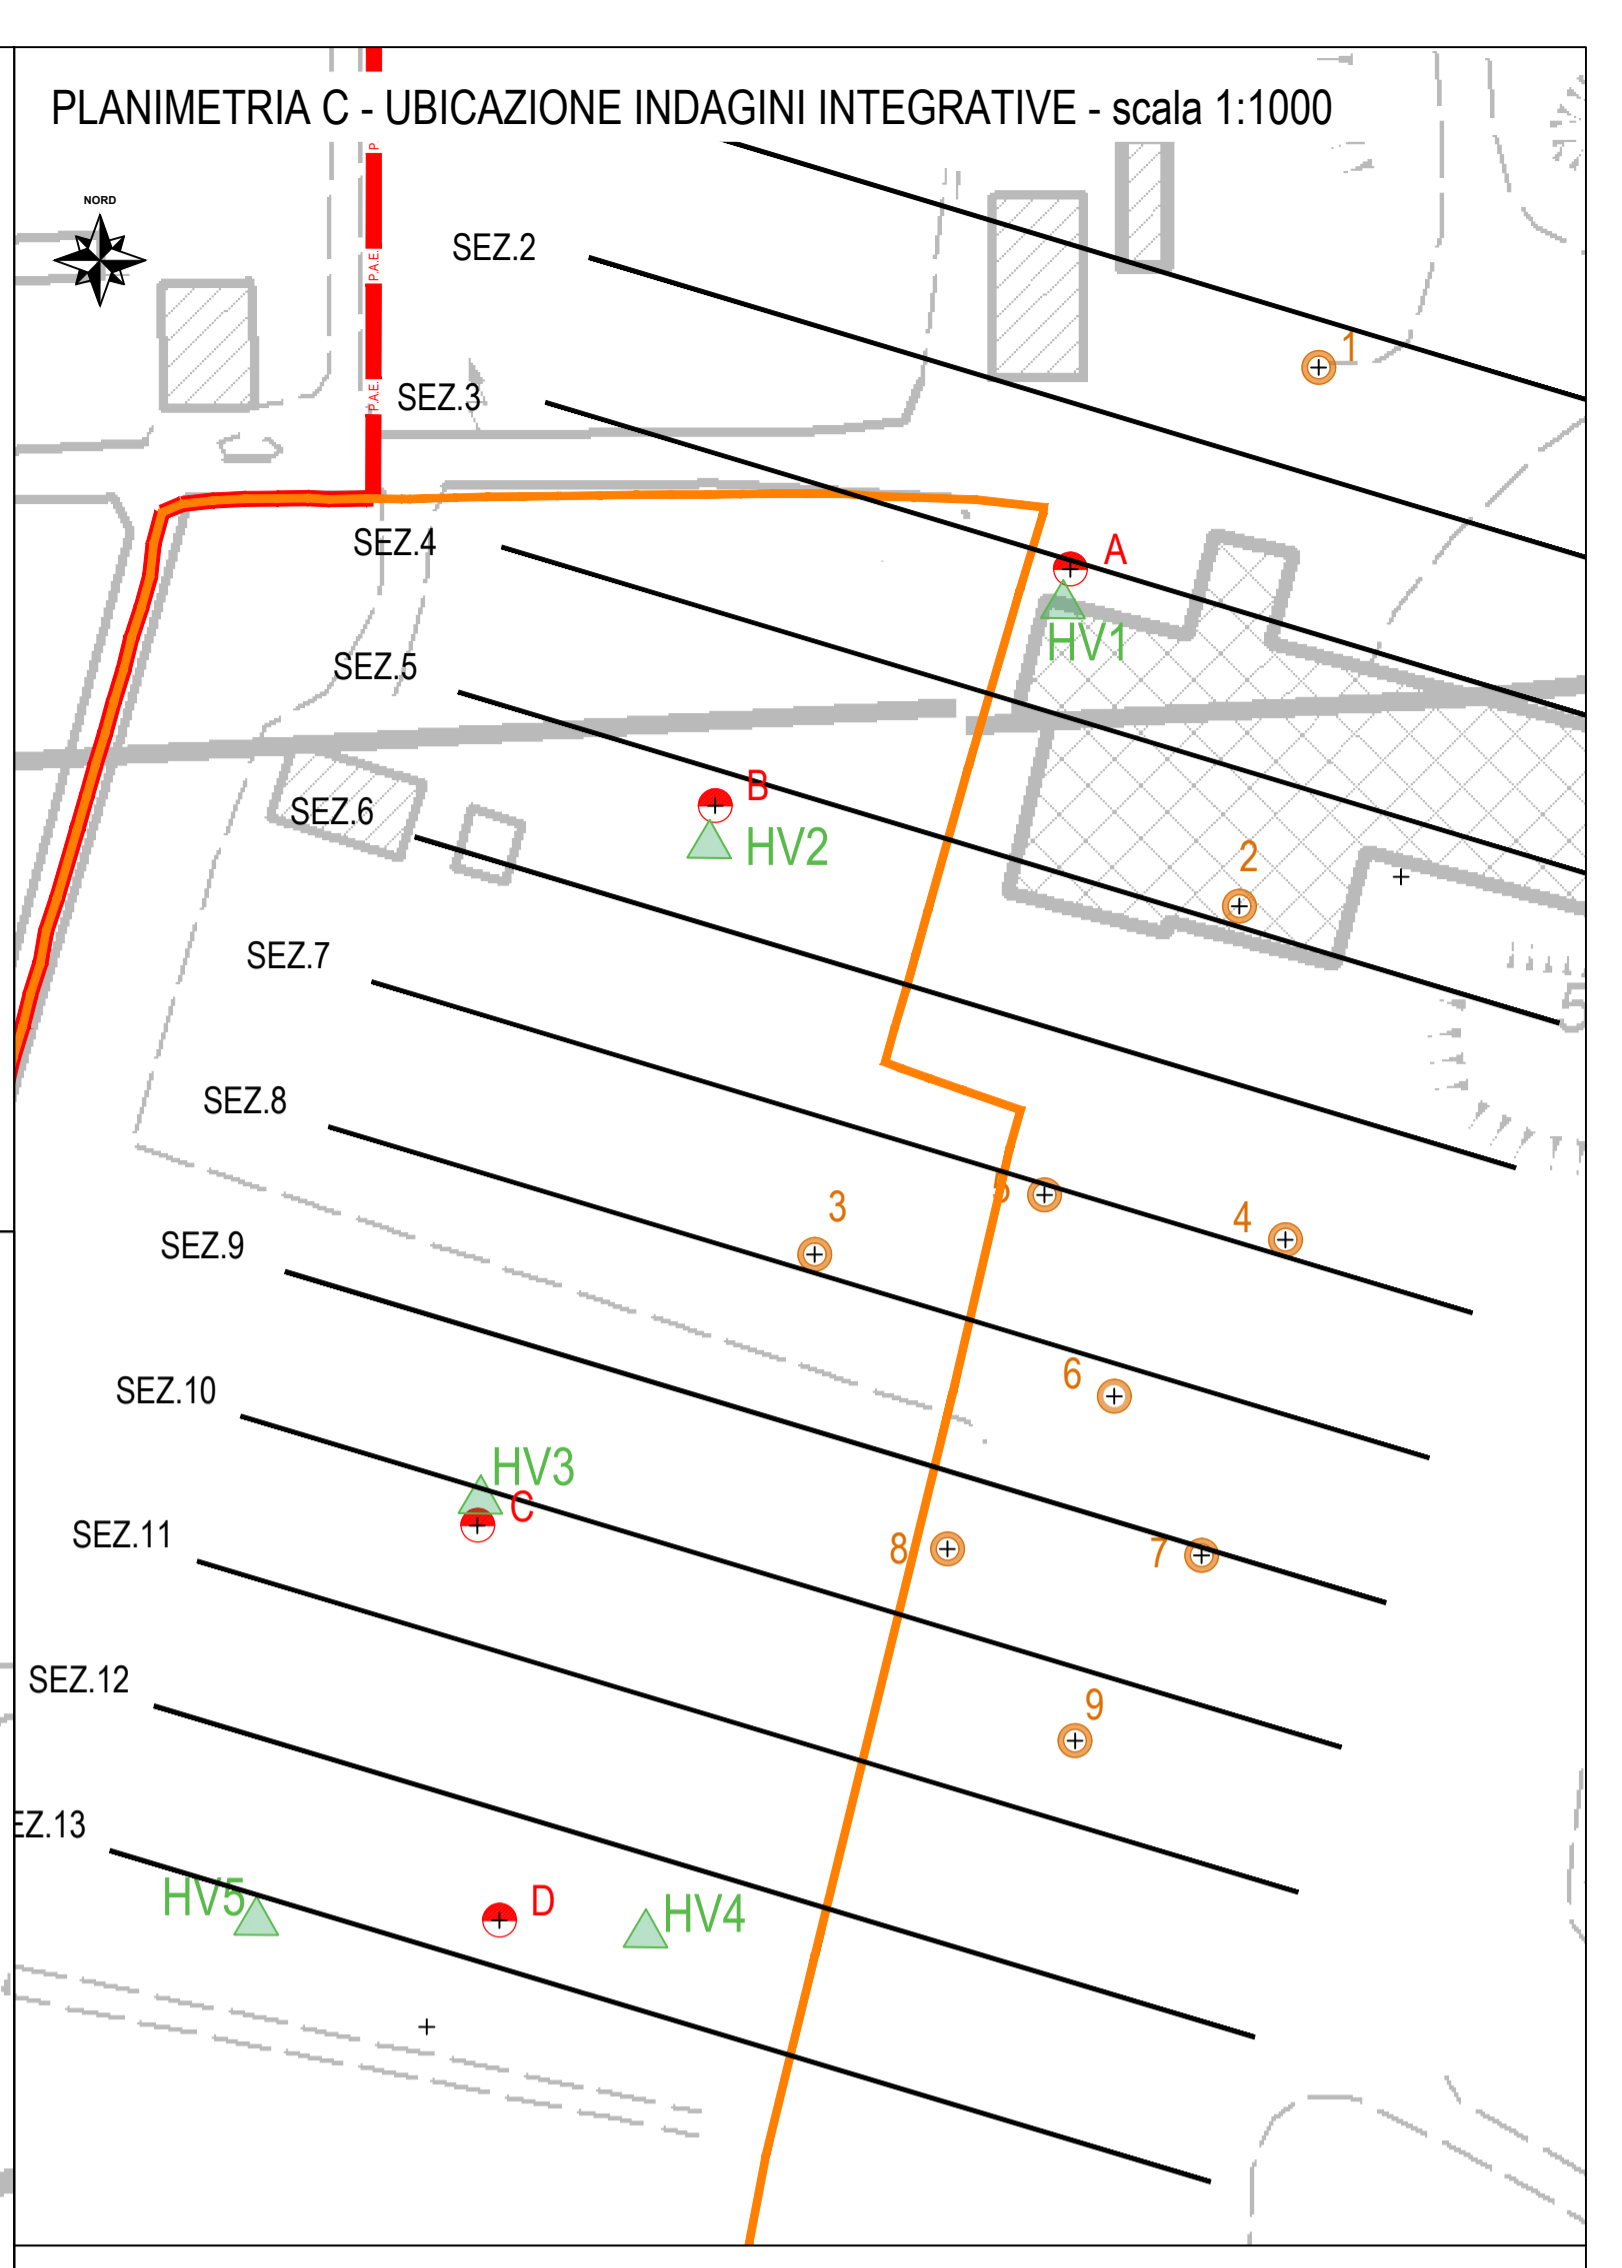 PLANIMETRIA C - UBICAZIONE INDAGINI INTEGRATIVE - scala 1:1000
P
NORD
SEZ.2
P.A.E.
1
SEZ.3
P.A.E.
SEZ.4
A
HV1
SEZ.5
B
SEZ.6
HV2
2
SEZ.7
5
SEZ.8
5
3
4
SEZ.9
6
SEZ.10
HV3
C
SEZ.11
8
7
SEZ.12
9
EZ.13
HV5
D
HV4